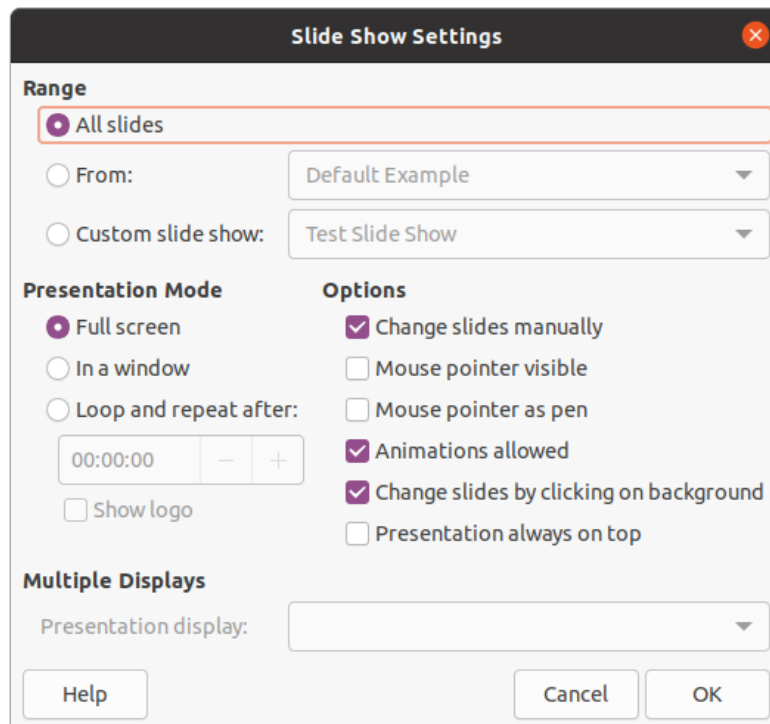 Slide Show Settings
Range
All slides
From: Default Example
Custom slide show: Test Slide Show
Presentation Mode
Full screen
In a window
Loop and repeat after:
00:00:00
Show logo
Options
Change slides manually
Mouse pointer visible
Mouse pointer as pen
Animations allowed
Change slides by clicking on background
Presentation always on top
Multiple Displays
Presentation display:
Help Cancel OK